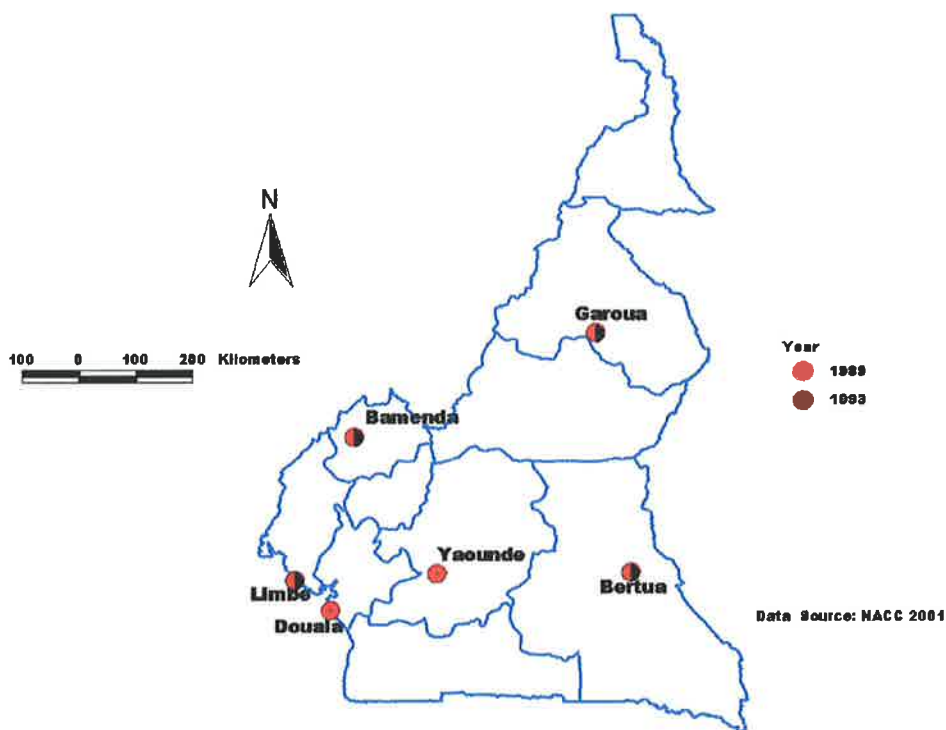 N
Garoua
100 0 100 200 Kilometers
Year
1989
1993
Bamenda
Yaounde
Limbe
Bertua
Douala
Data Source: NACC 2001